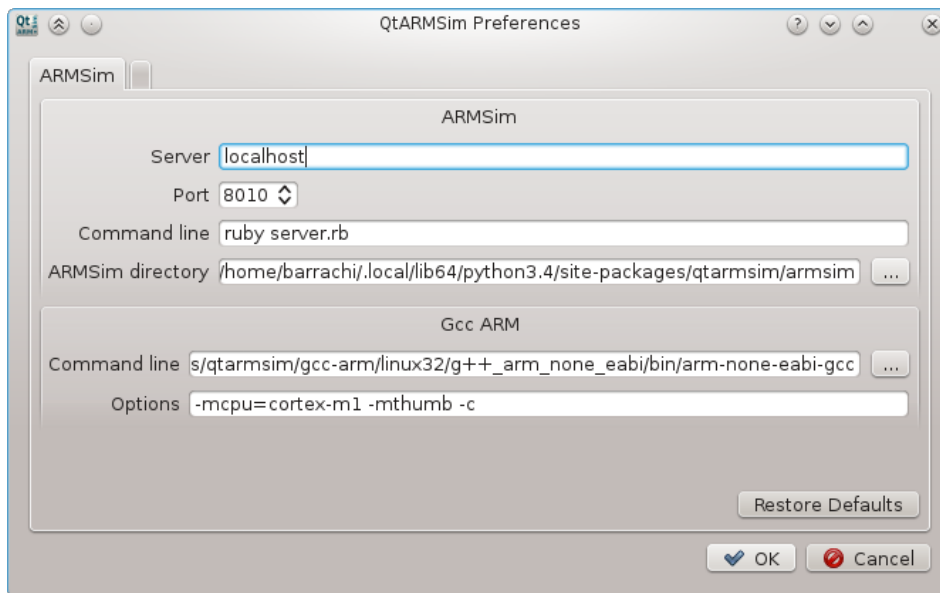 Qt
ARM
QtARMSim Preferences
?
ARMSim
ARMSim
Server localhost
Port 8010
Command line ruby server.rb
ARMSim directory /home/barrachi/.local/lib64/python3.4/site-packages/qtarmsim/armsim ...
Gcc ARM
Command line s/qtarmsim/gcc-arm/linux32/g++_arm_none_eabi/bin/arm-none-eabi-gcc ...
Options -mcpu=cortex-m1 -mthumb -c
Restore Defaults
OK Cancel